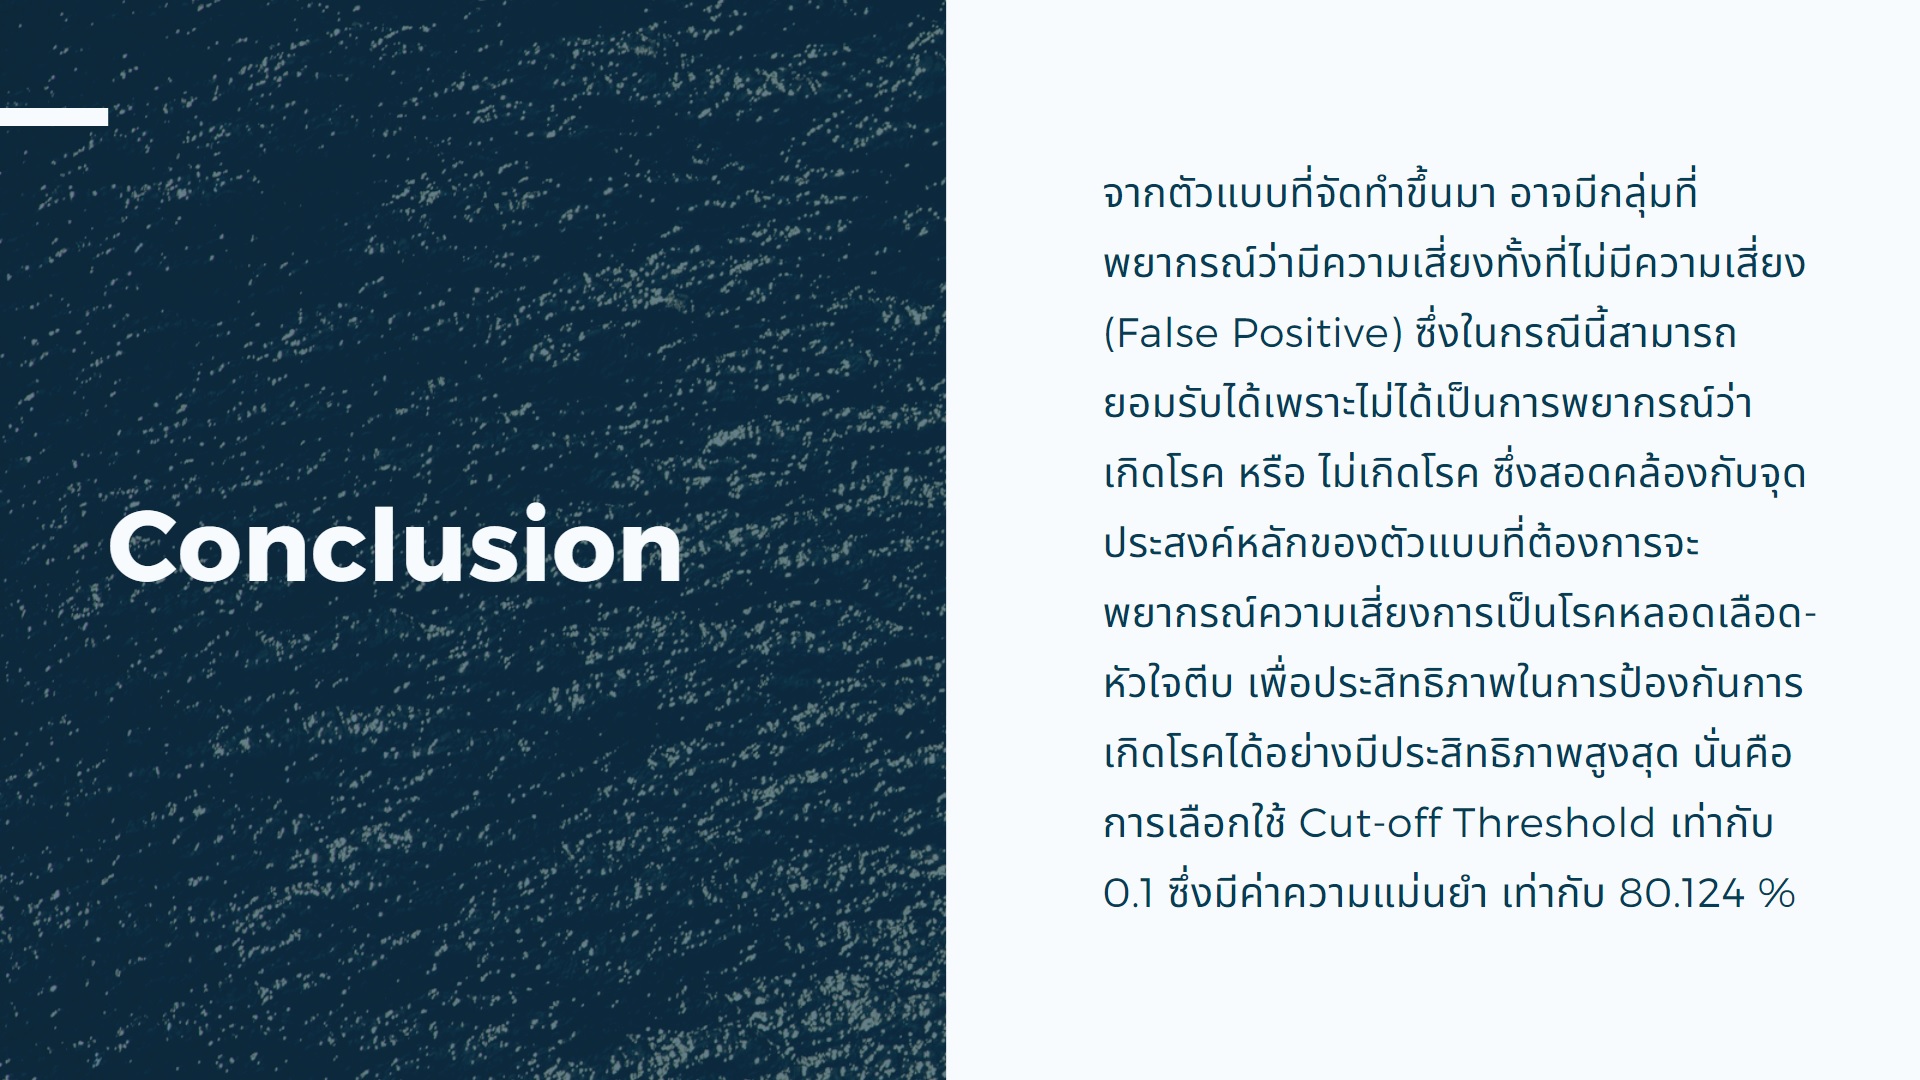 Conclusion
จากตัวแบบที่จัดทำขึ้นมา อาจมีกลุ่มที่
พยากรณ์ว่ามีความเสี่ยงทั้งที่ไม่มีความเสี่ยง
(False Positive) ซึ่งในกรณีนี้สามารถ
ยอมรับได้เพราะไม่ได้เป็นการพยากรณ์ว่า
เกิดโรค หรือ ไม่เกิดโรค ซึ่งสอดคล้องกับจุด
ประสงค์หลักของตัวแบบที่ต้องการจะ
พยากรณ์ความเสี่ยงการเป็นโรคหลอดเลือด-
หัวใจตีบ เพื่อประสิทธิภาพในการป้องกันการ
เกิดโรคได้อย่างมีประสิทธิภาพสูงสุด นั่นคือ
การเลือกใช้ Cut-off Threshold เท่ากับ
0.1 ซึ่งมีค่าความแม่นยำ เท่ากับ 80.124 %